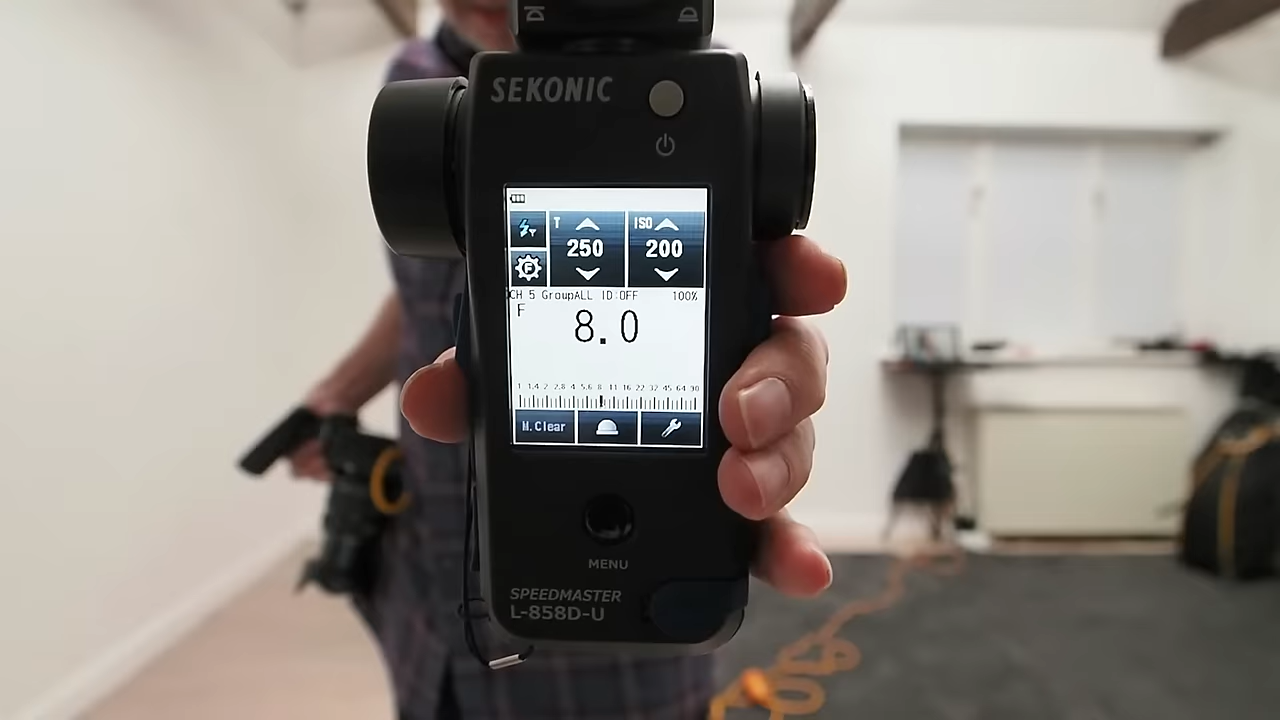 SEKONIC
T
ISO
250
200
CH 5 GroupALL ID:OFF 100%
F
8.0
1 1.4 2 2.8 4 5.6 8 11 16 22 32 45 64 90
M.Clear
MENU
SPEEDMASTER
L-858D-U